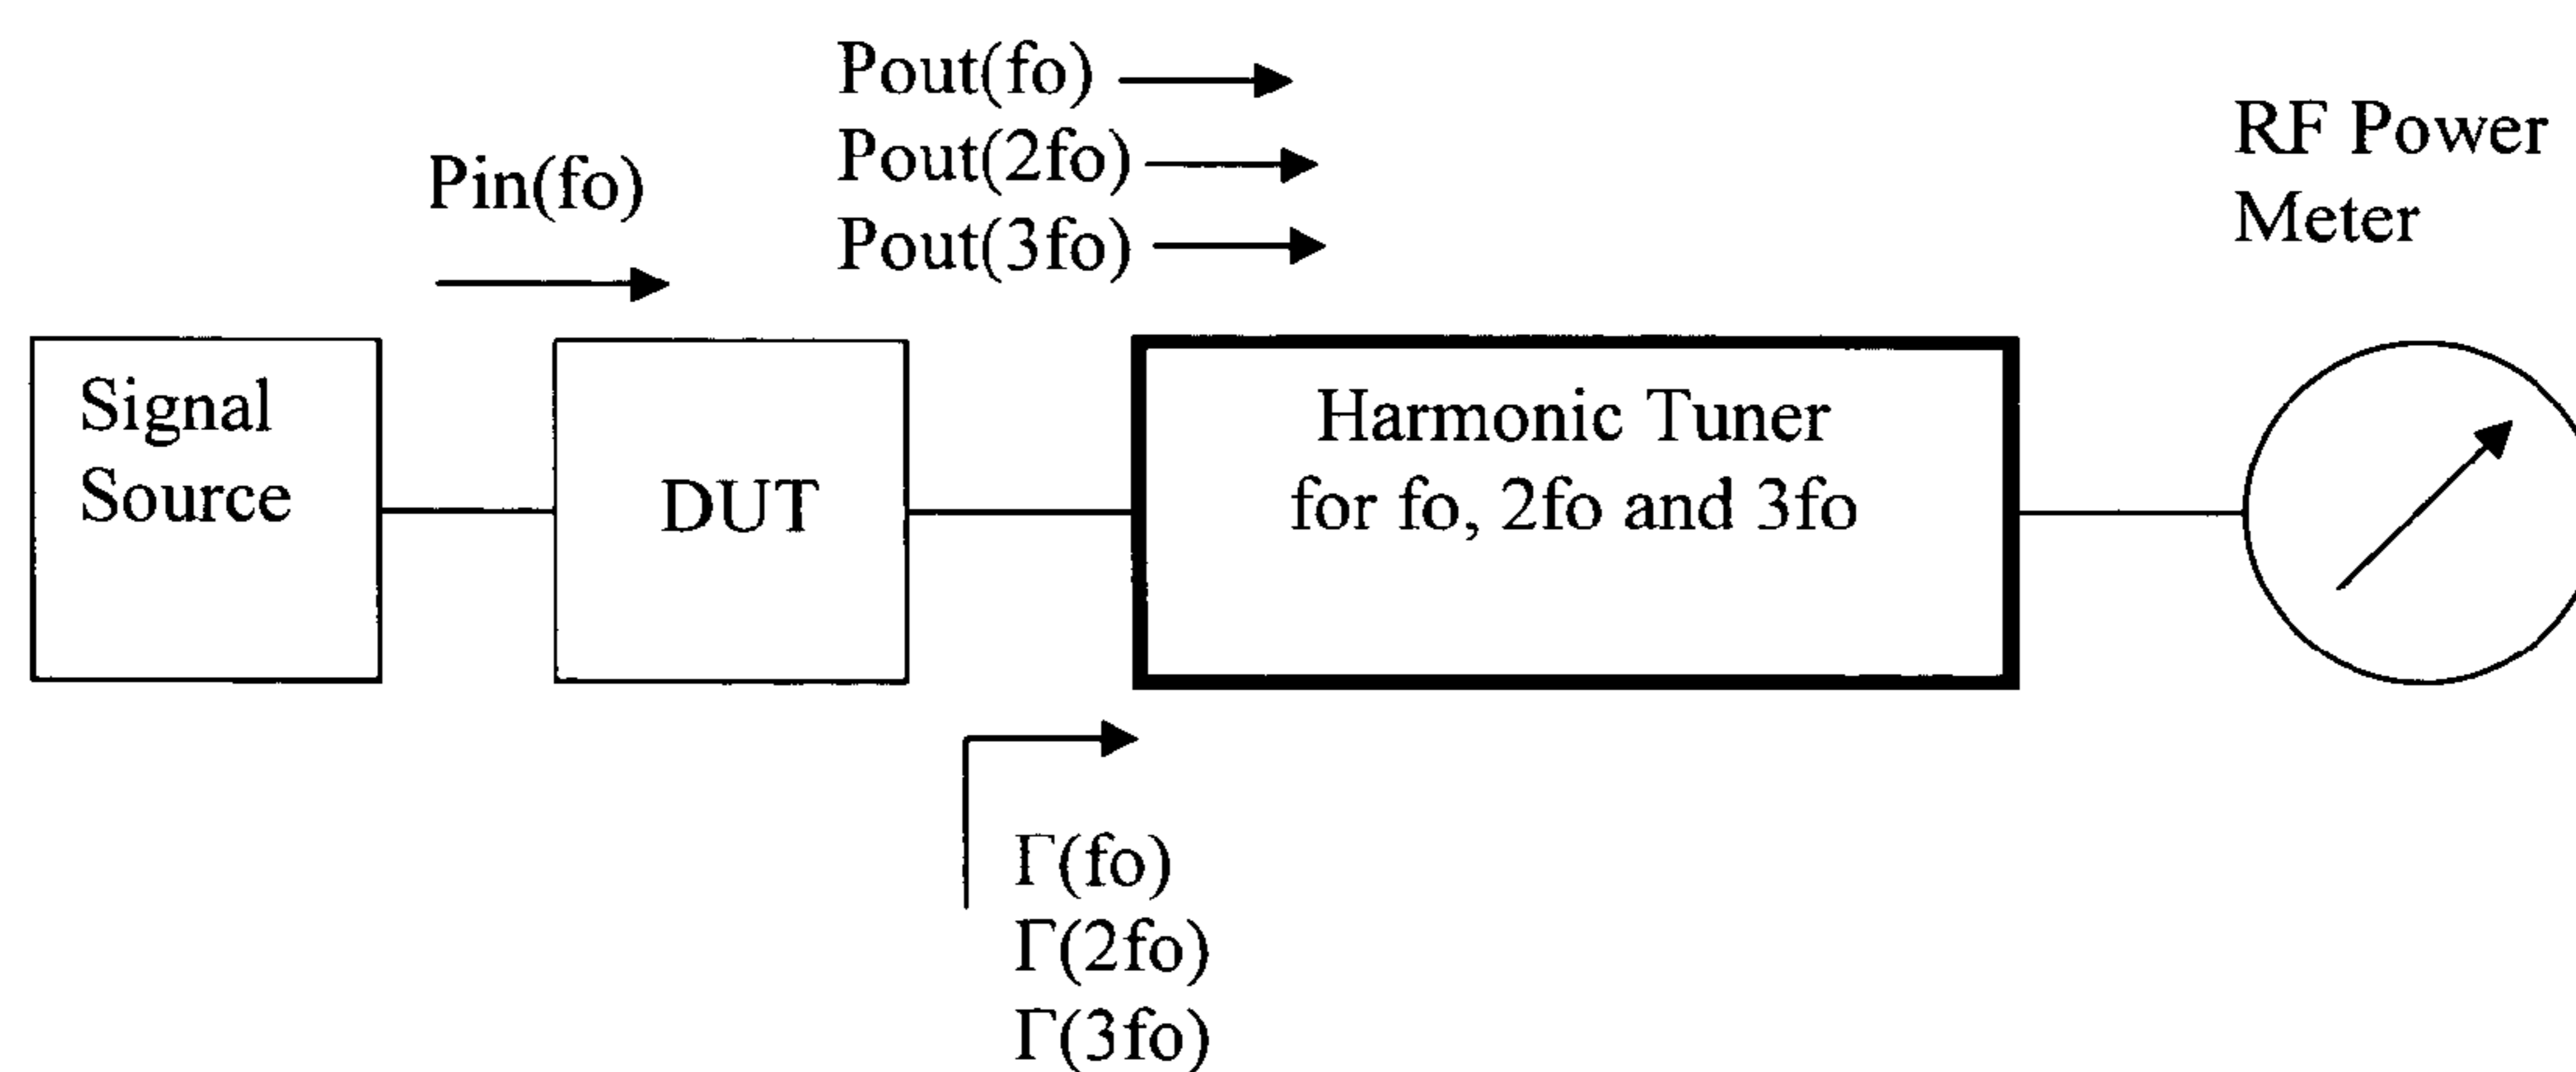 Pout(fo)
Pout(2fo)
Pout(3fo)
Pin(fo)
RF Power
Meter
Signal
Source
DUT
Harmonic Tuner
for fo, 2fo and 3fo
Γ(fo)
Γ(2fo)
Γ(3fo)